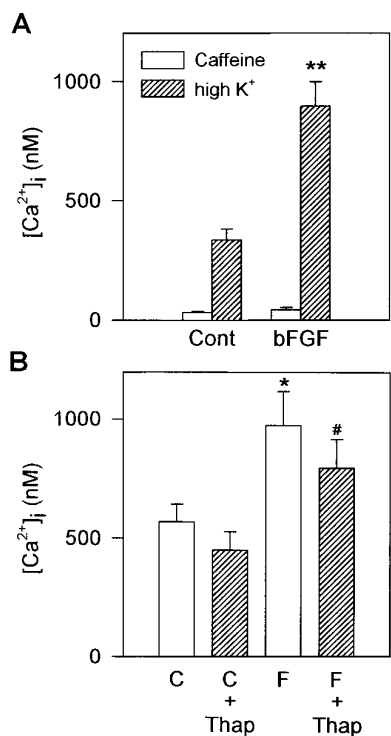 A
Caffeine
high K⁺
**
1000
500
0
[Ca²⁺]i (nM)
Cont bFGF
B
*
#
1000
500
0
[Ca²⁺]i (nM)
C C F F
+ +
Thap Thap